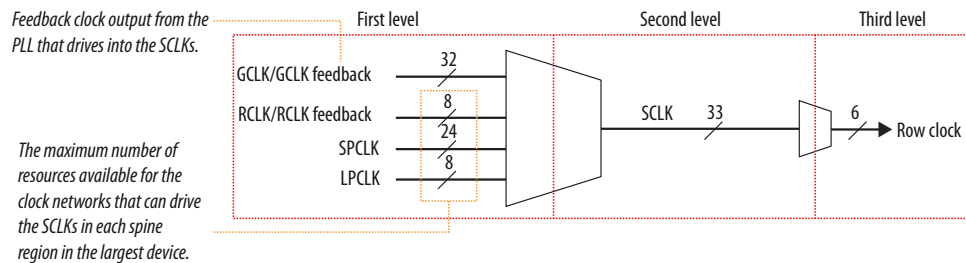 Feedback clock output from the
PLL that drives into the SCLKs.
First level
Second level
Third level
GCLK/GCLK feedback
32
RCLK/RCLK feedback
8
SPCLK
24
LPCLK
8
SCLK
33
6
Row clock
The maximum number of
resources available for the
clock networks that can drive
the SCLKs in each spine
region in the largest device.